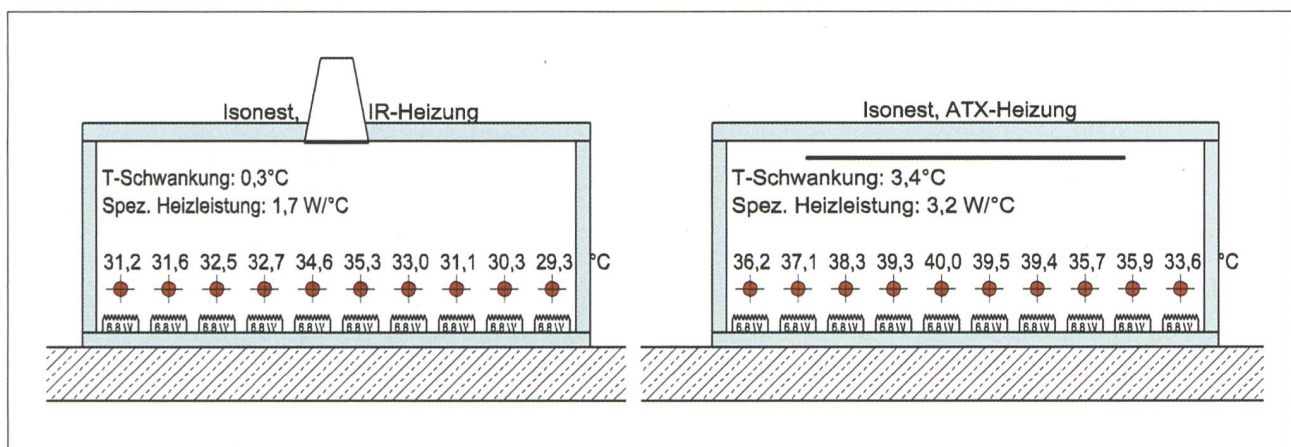 Isonest, IR-Heizung
T-Schwankung: 0,3°C
Spez. Heizleistung: 1,7 W/°C
31,2 31,6 32,5 32,7 34,6 35,3 33,0 31,1 30,3 29,3 °C
6.8 W 6.8 W 6.8 W 6.8 W 6.8 W 6.8 W 6.8 W 6.8 W 6.8 W 6.8 W
Isonest, ATX-Heizung
T-Schwankung: 3,4°C
Spez. Heizleistung: 3,2 W/°C
36,2 37,1 38,3 39,3 40,0 39,5 39,4 35,7 35,9 33,6 °C
6.8 W 6.8 W 6.8 W 6.8 W 6.8 W 6.8 W 6.8 W 6.8 W 6.8 W 6.8 W